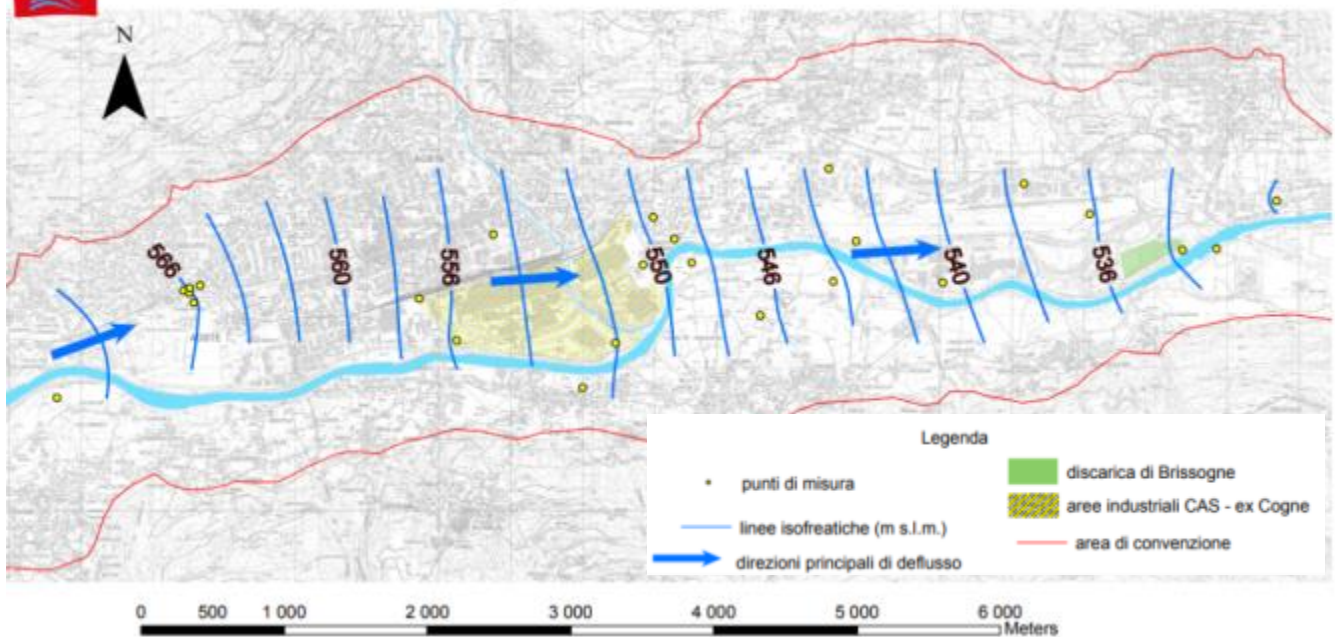 N
566
560
556
550
546
540
536
Legenda
punti di misura
linee isofreatiche (m s.l.m.)
direzioni principali di deflusso
discarica di Brissogne
aree industriali CAS - ex Cogne
area di convenzione
0 500 1 000 2 000 3 000 4 000 5 000 6 000
Meters